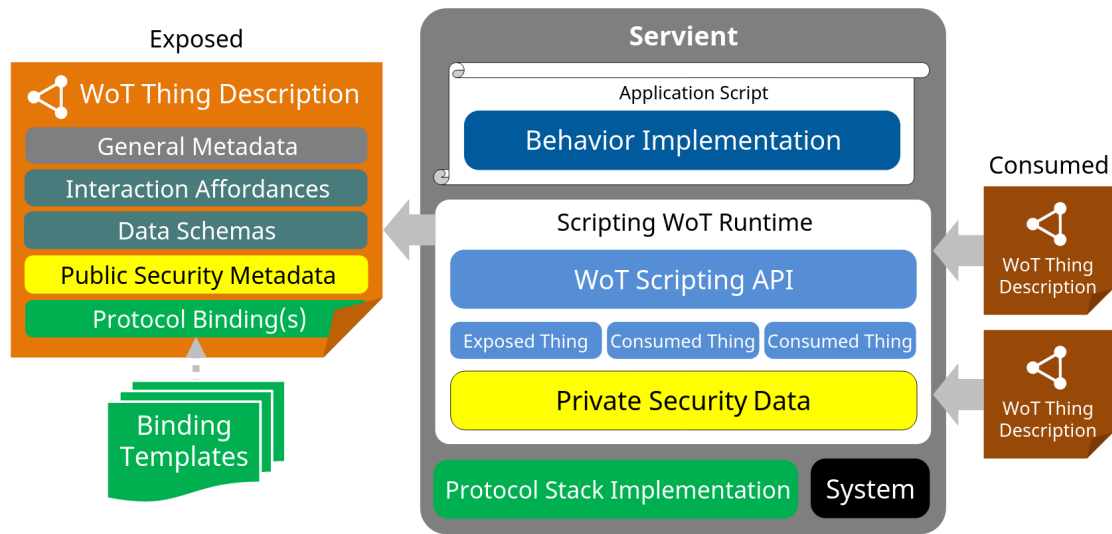 Exposed
WoT Thing Description
General Metadata
Interaction Affordances
Data Schemas
Public Security Metadata
Protocol Binding(s)
Binding
Templates
Servient
Application Script
Behavior Implementation
Scripting WoT Runtime
WoT Scripting API
Exposed Thing
Consumed Thing
Consumed Thing
Private Security Data
Protocol Stack Implementation
System
Consumed
WoT Thing
Description
WoT Thing
Description